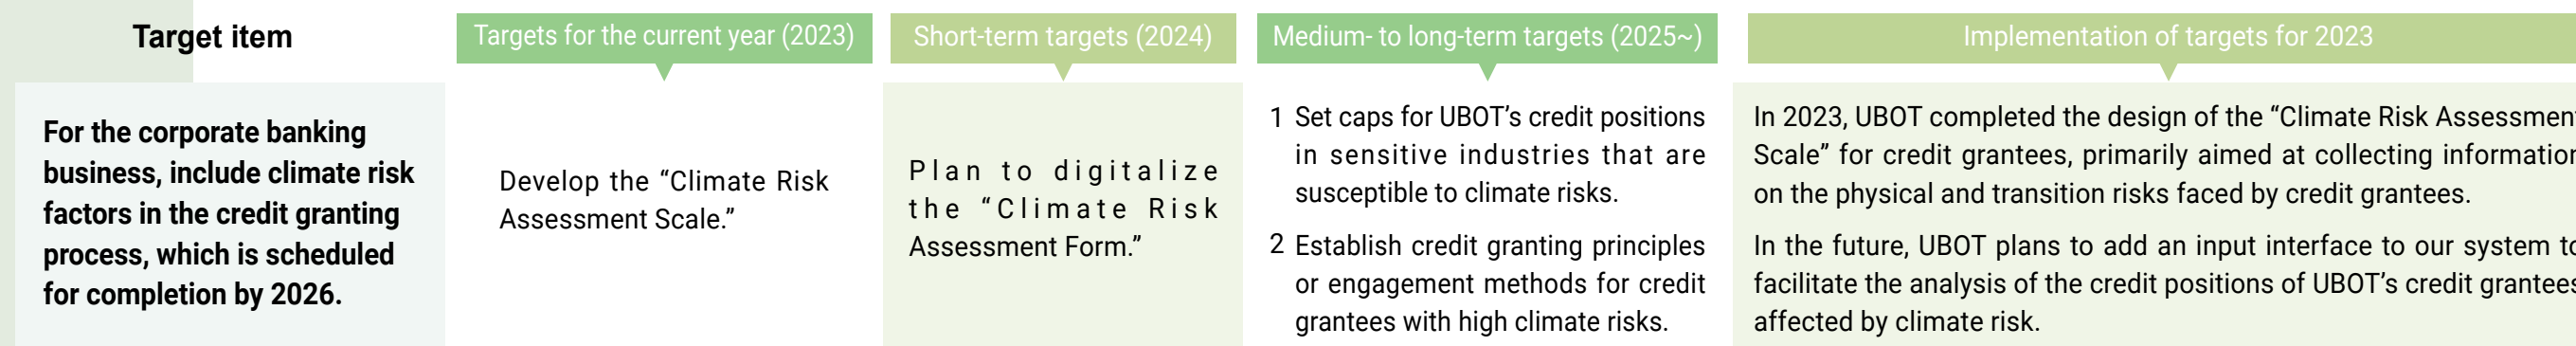 Target item
Targets for the current year (2023)
Short-term targets (2024)
Medium- to long-term targets (2025~)
Implementation of targets for 2023
For the corporate banking
business, include climate risk
factors in the credit granting
process, which is scheduled
for completion by 2026.
Develop the “Climate Risk
Assessment Scale.”
Plan to digitalize
the “Climate Risk
Assessment Form.”
1 Set caps for UBOT’s credit positions
in sensitive industries that are
susceptible to climate risks.
2 Establish credit granting principles
or engagement methods for credit
grantees with high climate risks.
In 2023, UBOT completed the design of the “Climate Risk Assessment
Scale” for credit grantees, primarily aimed at collecting information
on the physical and transition risks faced by credit grantees.
In the future, UBOT plans to add an input interface to our system to
facilitate the analysis of the credit positions of UBOT’s credit grantees
affected by climate risk.